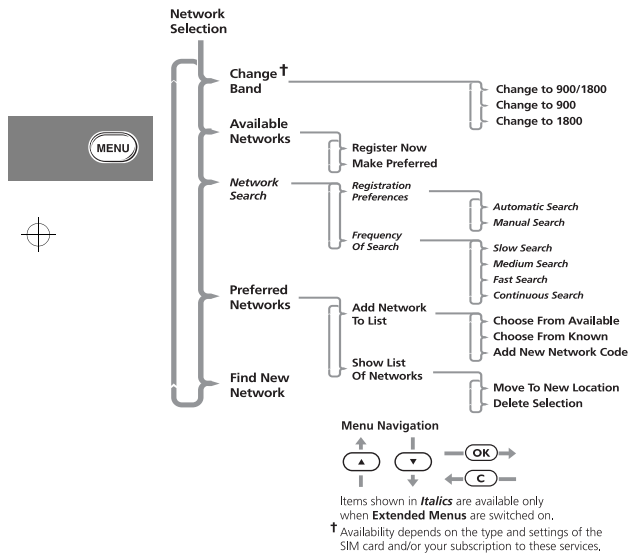 Network
Selection
Change †
Band
Change to 900/1800
Change to 900
Change to 1800
Available
Networks
Register Now
Make Preferred
MENU
Network
Search
Registration
Preferences
Automatic Search
Manual Search
Frequency
Of Search
Slow Search
Medium Search
Fast Search
Continuous Search
Preferred
Networks
Add Network
To List
Choose From Available
Choose From Known
Add New Network Code
Show List
Of Networks
Move To New Location
Delete Selection
Find New
Network
Menu Navigation
OK
C
Items shown in Italics are available only
when Extended Menus are switched on.
† Availability depends on the type and settings of the
SIM card and/or your subscription to these services.